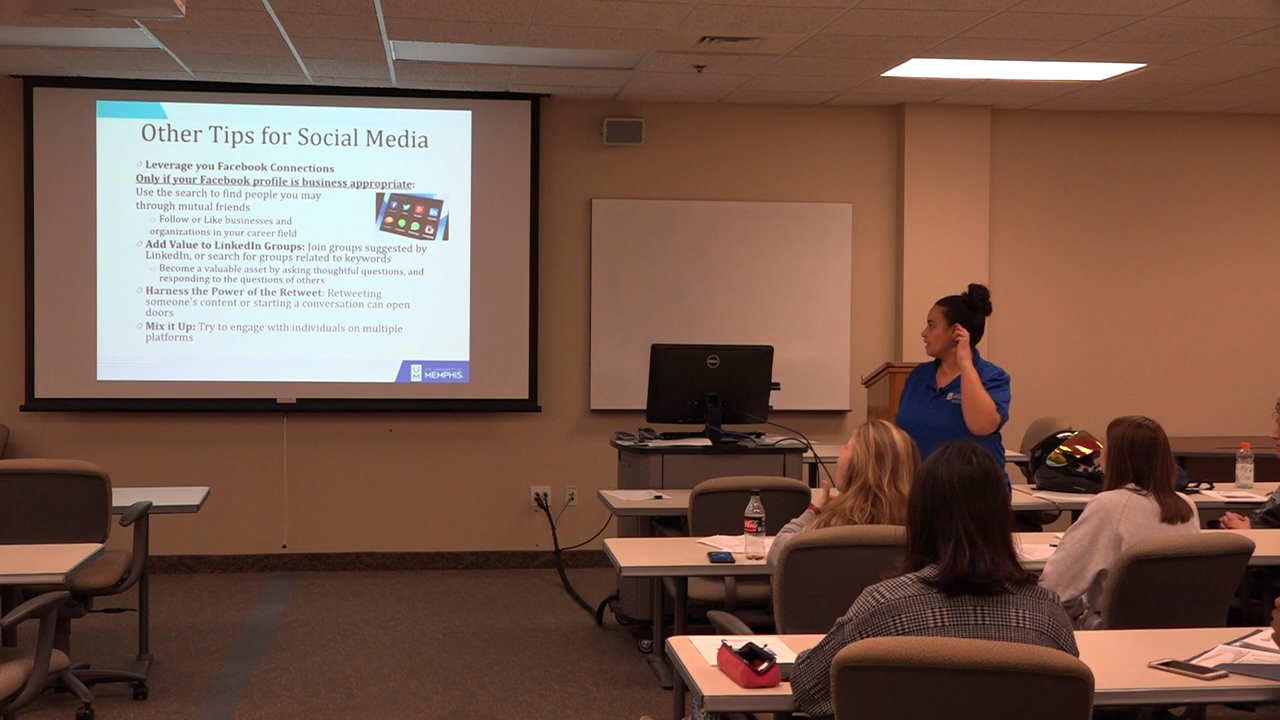 Other Tips for Social Media
Leverage you Facebook Connections
Only if your Facebook profile is business appropriate:
Use the search to find people you may
through mutual friends
Follow or Like businesses and
organizations in your career field
Add Value to LinkedIn Groups: Join groups suggested by
LinkedIn, or search for groups related to keywords
Become a valuable asset by asking thoughtful questions, and
responding to the questions of others
Harness the Power of the Retweet: Retweeting
someone's content or starting a conversation can open
doors
Mix it Up: Try to engage with individuals on multiple
platforms
MEMPHIS.
DELL